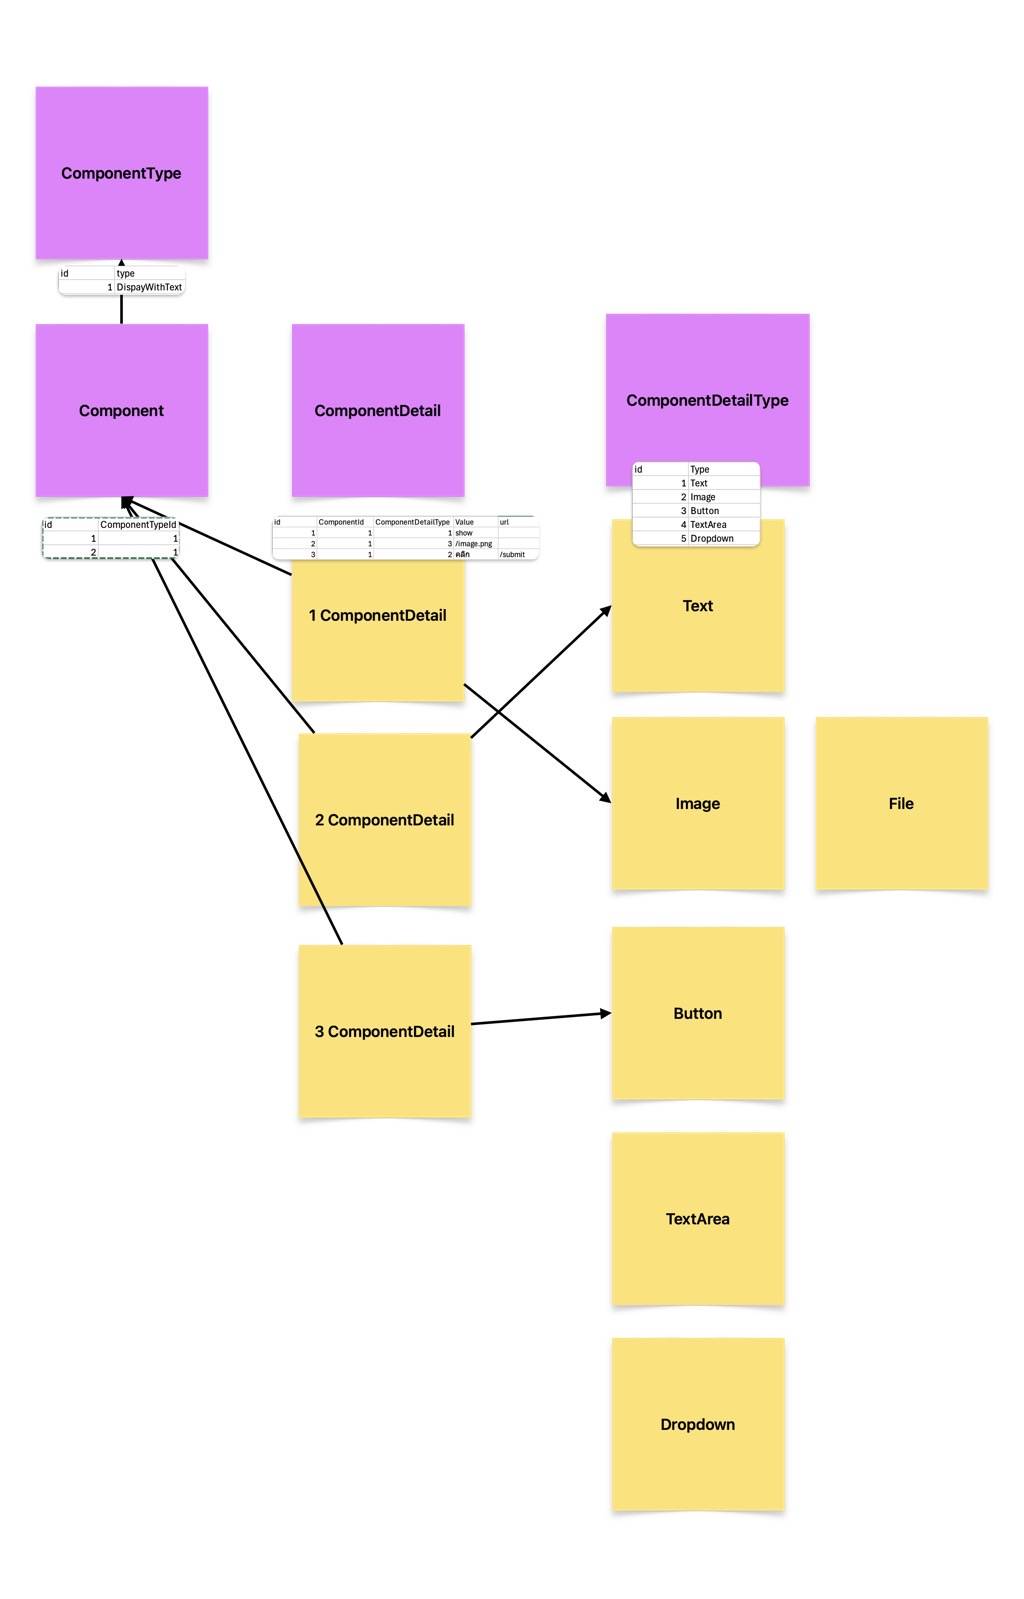 ComponentType
id type
1 DispayWithText
Component
ComponentDetail
ComponentDetailType
id Type
1 Text
2 Image
3 Button
4 TextArea
5 Dropdown
id ComponentTypeId
1 1
2 1
id ComponentId ComponentDetailType Value url
1 1 1 show
2 1 3 /image.png
3 1 2 คลิก /submit
1 ComponentDetail
Text
2 ComponentDetail
Image
File
3 ComponentDetail
Button
TextArea
Dropdown